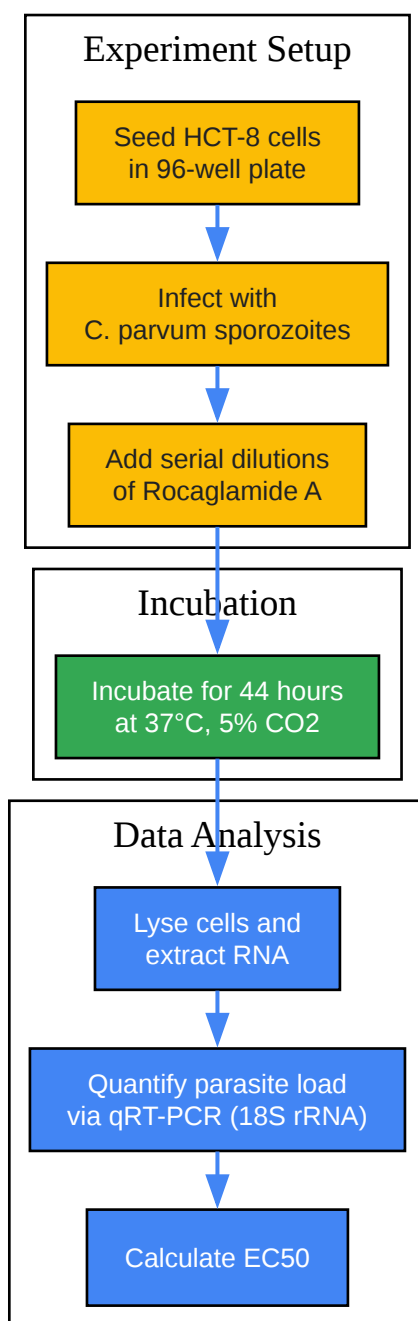 Experiment Setup
Seed HCT-8 cells
in 96-well plate
Infect with
C. parvum sporozoites
Add serial dilutions
of Rocaglamide A
Incubation
Incubate for 44 hours
at 37°C, 5% CO2
Data Analysis
Lyse cells and
extract RNA
Quantify parasite load
via qRT-PCR (18S rRNA)
Calculate EC50